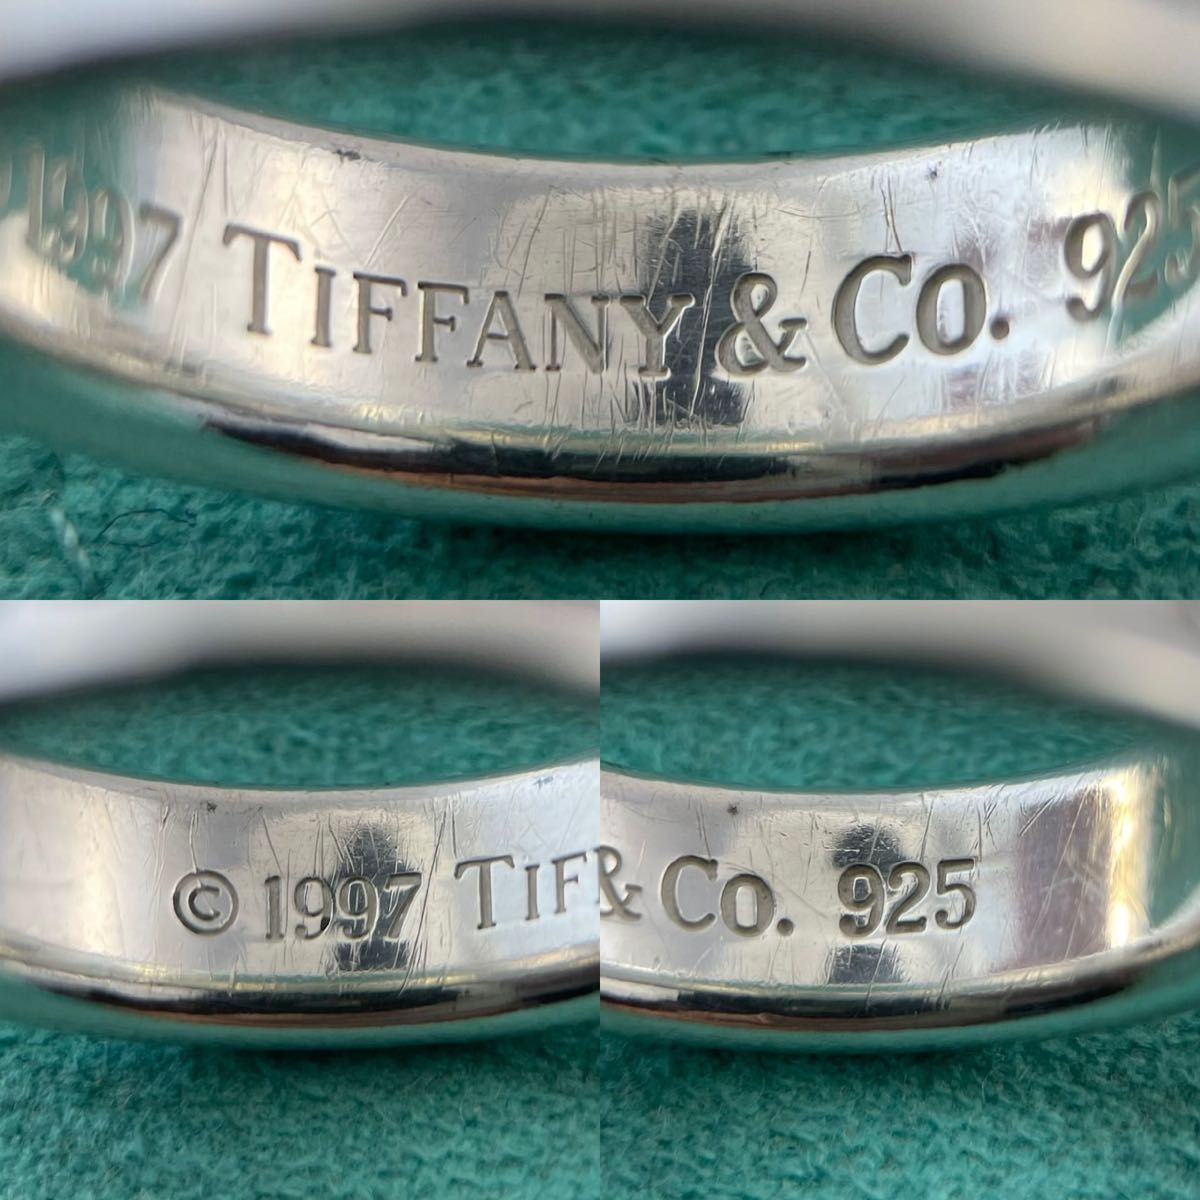 1997 TIFFANY & Co. 925
© 1997 TIF
& Co. 925